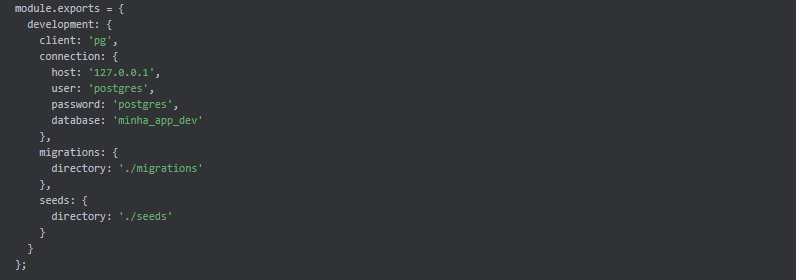 module.exports = {
  development: {
    client: 'pg',
    connection: {
      host: '127.0.0.1',
      user: 'postgres',
      password: 'postgres',
      database: 'minha_app_dev'
    },
    migrations: {
      directory: './migrations'
    },
    seeds: {
      directory: './seeds'
    }
  }
};